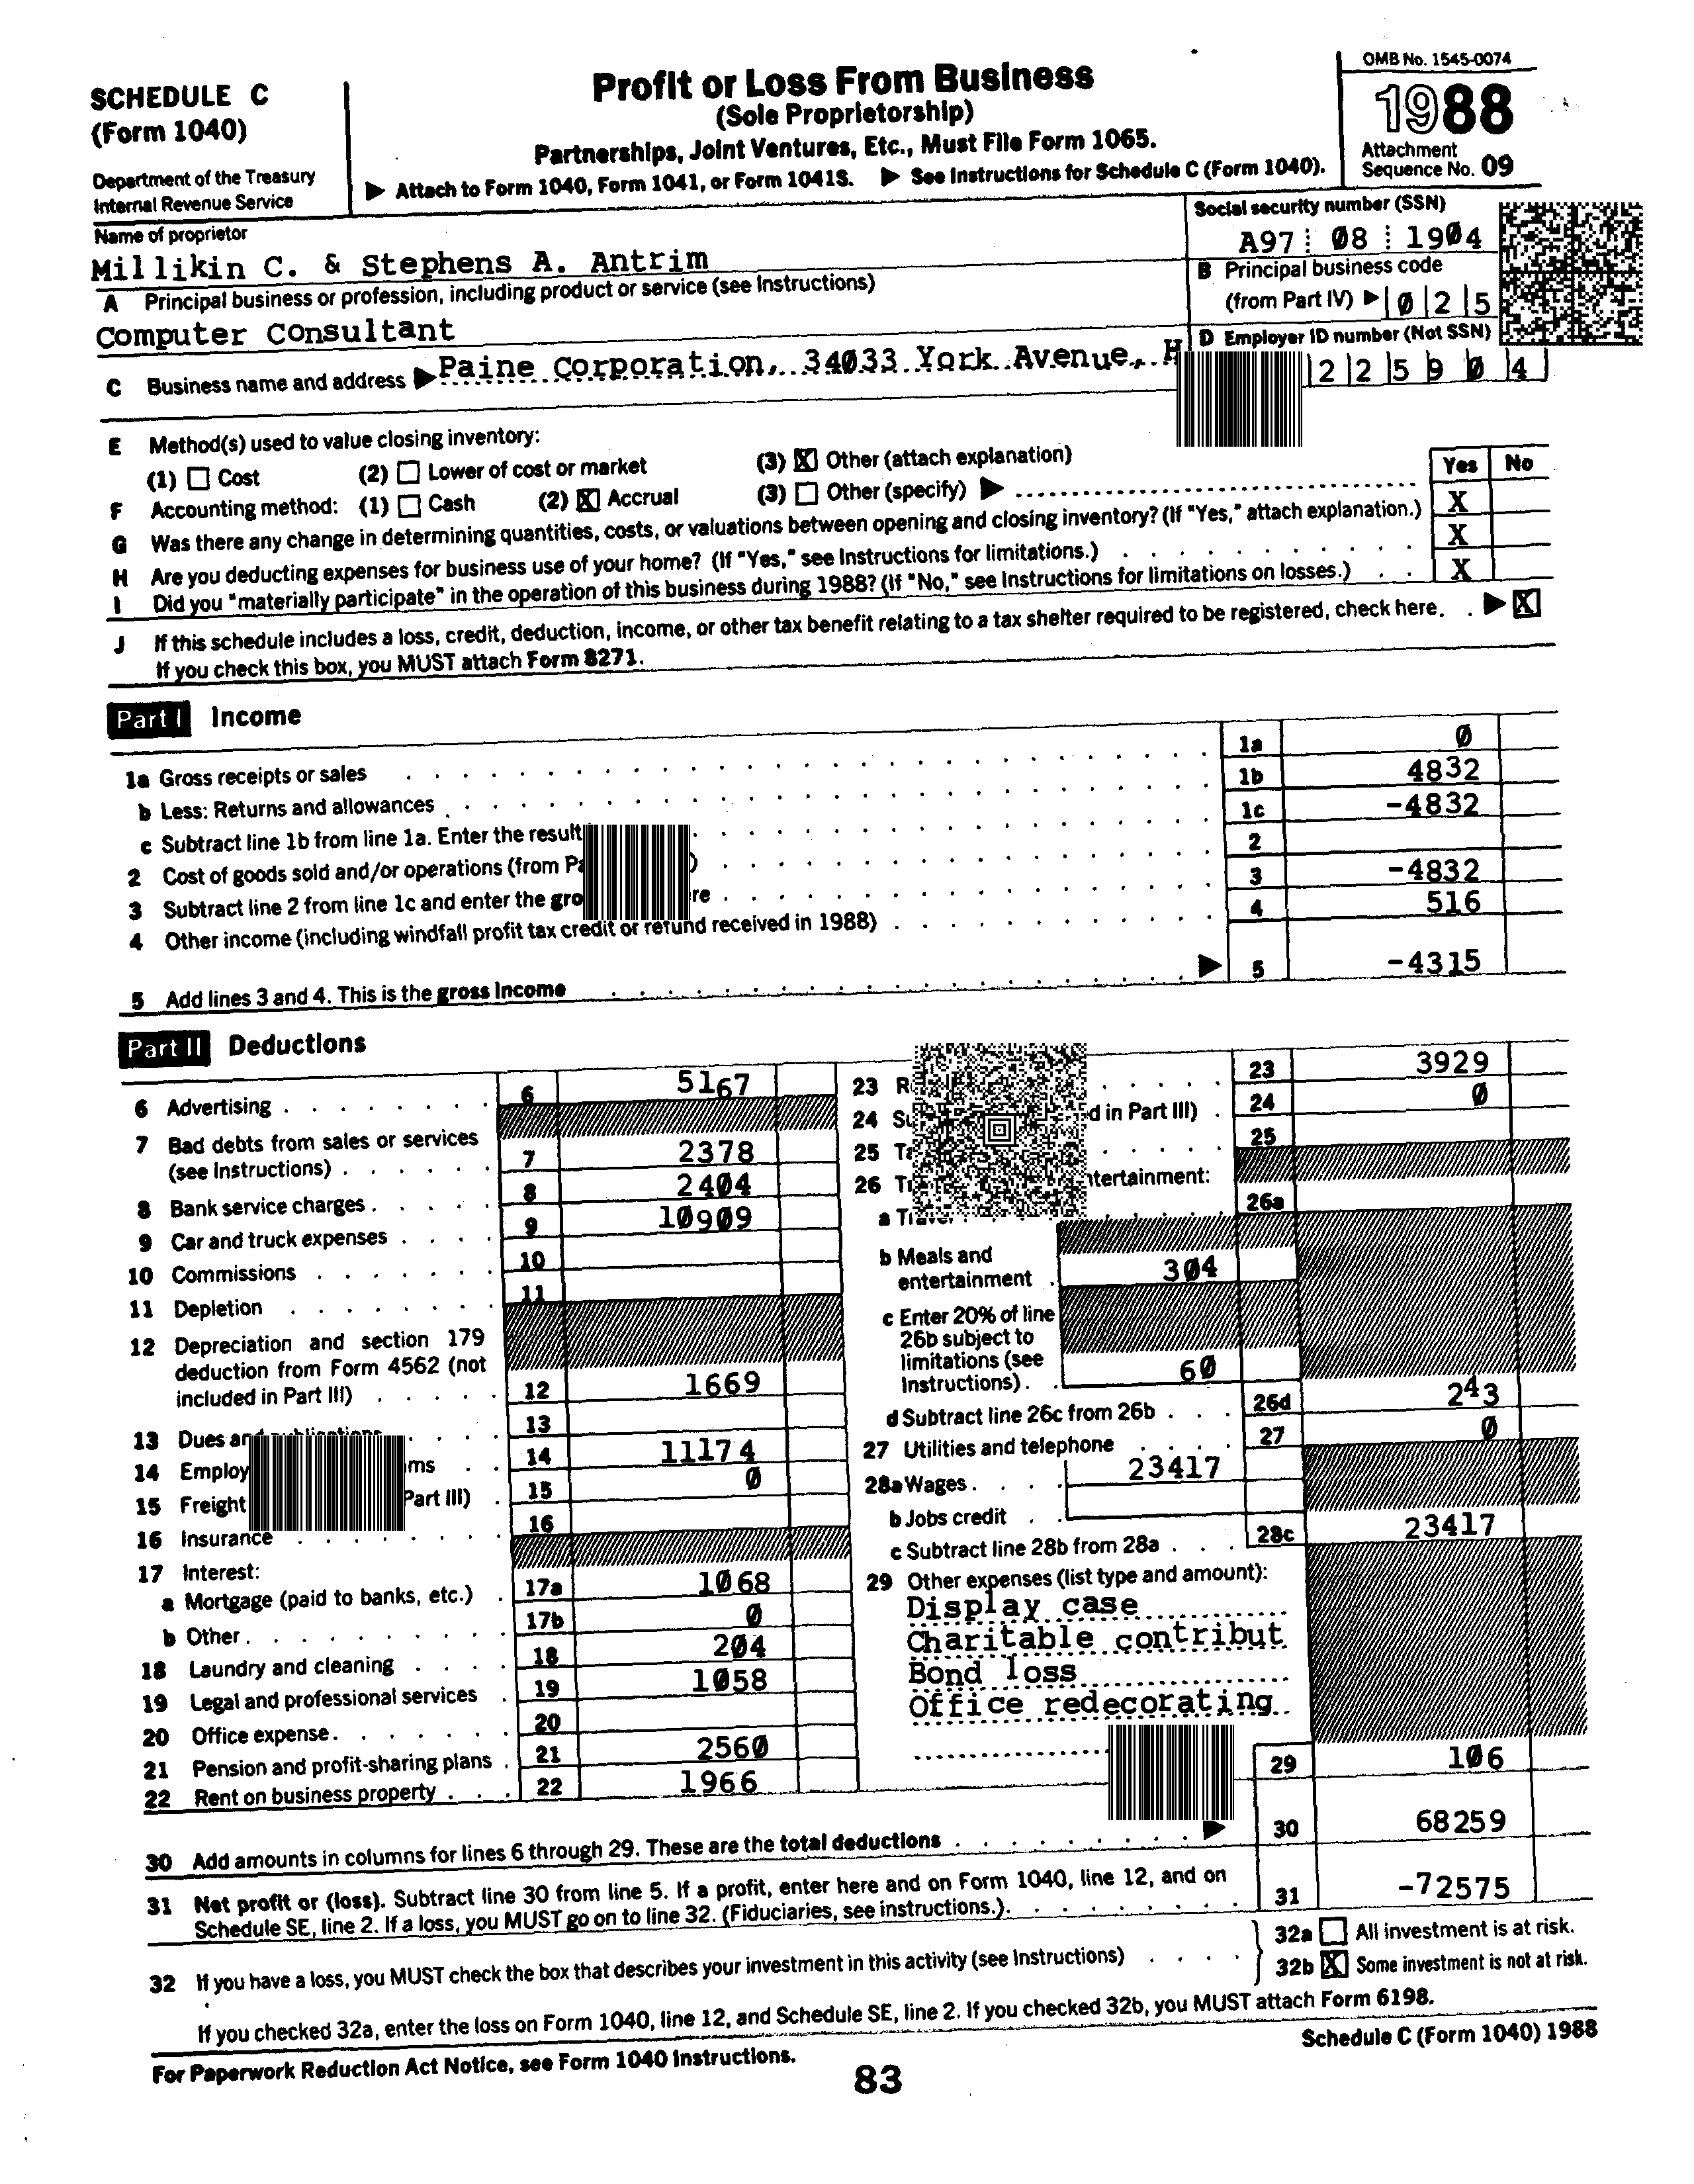 SCHEDULE C
(Form 1040)
Department of the Treasury
Internal Revenue Service
Profit or Loss From Business
(Sole Proprietorship)
Partnerships, Joint Ventures, Etc., Must File Form 1065.
▶ Attach to Form 1040, Form 1041, or Form 1041S. ▶ See Instructions for Schedule C (Form 1040).
OMB No. 1545-0074
1988
Attachment
Sequence No. 09
Name of proprietor
Millikin C. & Stephens A. Antrim
Social security number (SSN)
A97 08 1904
A Principal business or profession, including product or service (see Instructions)
Computer Consultant
B Principal business code
(from Part IV) ▶ 0 2 5
C Business name and address ▶ Paine Corporation, 34033 York Avenue, H
D Employer ID number (Not SSN)
2 2 5 9 0 4
E Method(s) used to value closing inventory:
(1) ☐ Cost (2) ☐ Lower of cost or market (3) ☒ Other (attach explanation)
Yes No
F Accounting method: (1) ☐ Cash (2) ☒ Accrual (3) ☐ Other (specify) ▶
G Was there any change in determining quantities, costs, or valuations between opening and closing inventory? (If "Yes," attach explanation.) X
H Are you deducting expenses for business use of your home? (If "Yes," see Instructions for limitations.) X
I Did you "materially participate" in the operation of this business during 1988? (If "No," see Instructions for limitations on losses.) X
J If this schedule includes a loss, credit, deduction, income, or other tax benefit relating to a tax shelter required to be registered, check here. ▶ ☒
If you check this box, you MUST attach Form 8271.
Part I Income
1a Gross receipts or sales 1a 0
b Less: Returns and allowances 1b 4832
c Subtract line 1b from line 1a. Enter the result 1c -4832
2 Cost of goods sold and/or operations (from 2
3 Subtract line 2 from line 1c and enter the 3 -4832
4 Other income (including windfall profit tax credit or refund received in 1988) 4 516
5 Add lines 3 and 4. This is the gross income ▶ 5 -4315
Part II Deductions
6 Advertising 6 5167
7 Bad debts from sales or services
(see Instructions) 7 2378
8 Bank service charges 8 2404
9 Car and truck expenses 9 10909
10 Commissions 10
11 Depletion 11
12 Depreciation and section 179
deduction from Form 4562 (not
included in Part III) 12 1669
13 Dues 13
14 14 11174
15 Freight Part III) 15 0
16 Insurance 16
17 Interest:
a Mortgage (paid to banks, etc.) 17a 1068
b Other 17b 0
18 Laundry and cleaning 18 204
19 Legal and professional services 19 1058
20 Office expense 20
21 Pension and profit-sharing plans 21 2560
22 Rent on business property 22 1966
23 23 3929
24 in Part III) 24 0
25 25
26
a Travel 26a
b Meals and
entertainment 304
c Enter 20% of line
26b subject to
limitations (see
Instructions) 60
d Subtract line 26c from 26b 26d 243
27 Utilities and telephone 27 0
28a Wages 23417
b Jobs credit
c Subtract line 28b from 28a 28c 23417
29 Other expenses (list type and amount):
Display case
Charitable contribut
Bond loss
Office redecorating
29 106
30 Add amounts in columns for lines 6 through 29. These are the total deductions ▶ 30 68259
31 Net profit or (loss). Subtract line 30 from line 5. If a profit, enter here and on Form 1040, line 12, and on
Schedule SE, line 2. If a loss, you MUST go on to line 32. (Fiduciaries, see instructions.) 31 -72575
32 If you have a loss, you MUST check the box that describes your investment in this activity (see Instructions)
32a ☐ All investment is at risk.
32b ☒ Some investment is not at risk.
If you checked 32a, enter the loss on Form 1040, line 12, and Schedule SE, line 2. If you checked 32b, you MUST attach Form 6198.
For Paperwork Reduction Act Notice, see Form 1040 Instructions.
Schedule C (Form 1040) 1988
83